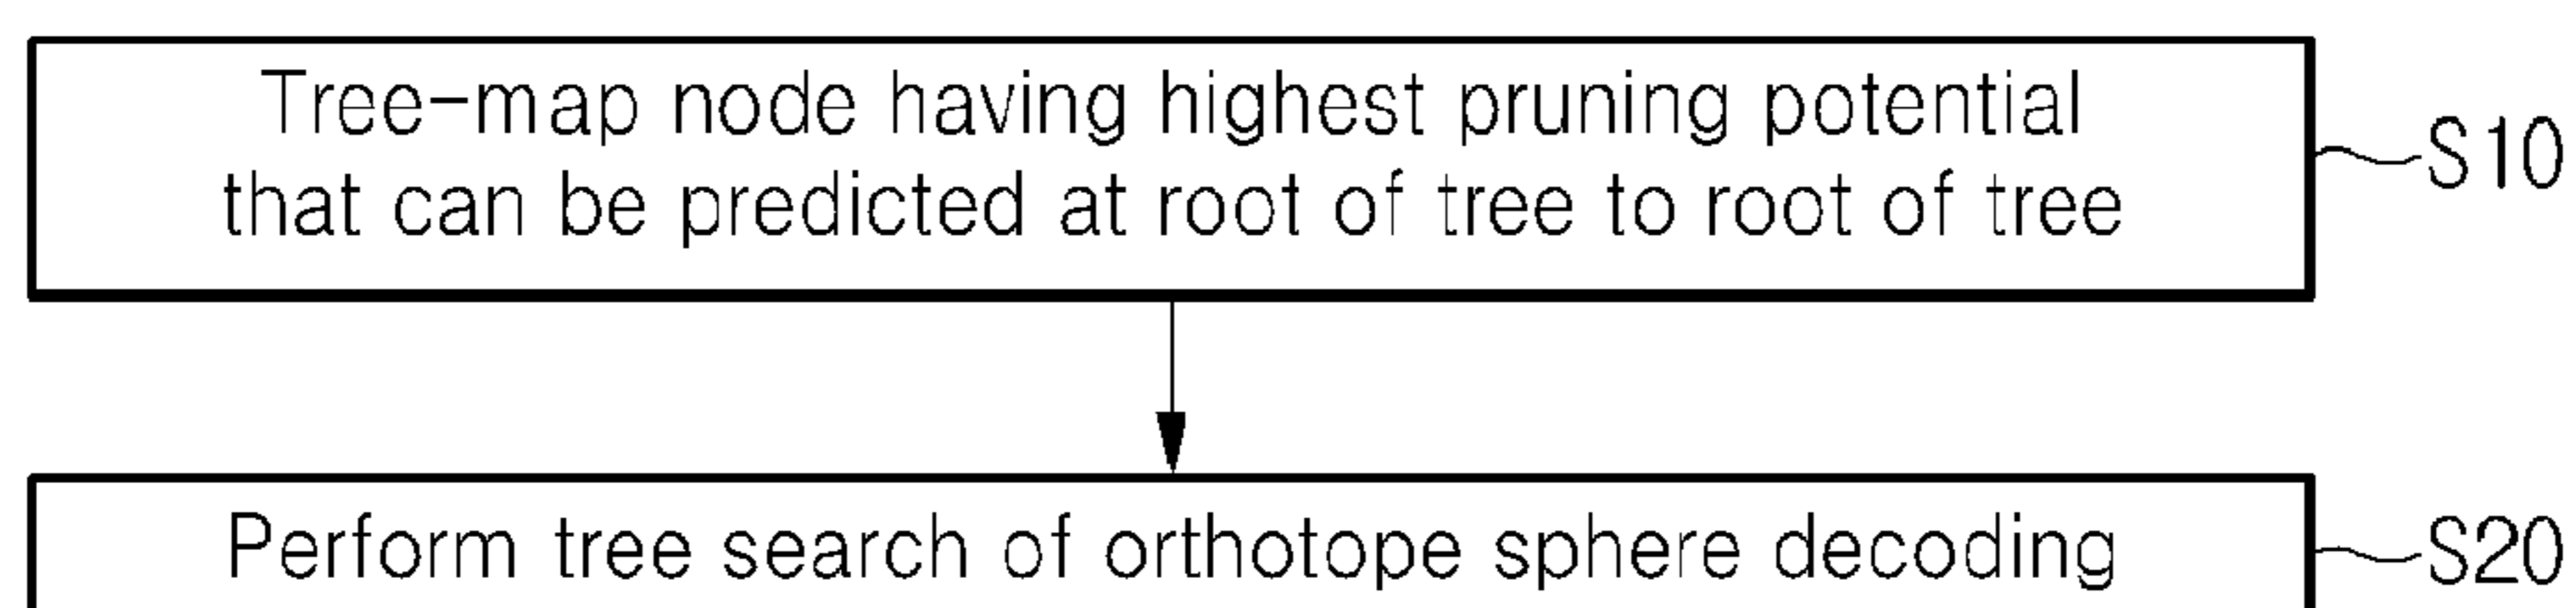 Tree-map node having highest pruning potential
that can be predicted at root of tree to root of tree
S10
Perform tree search of orthotope sphere decoding
S20